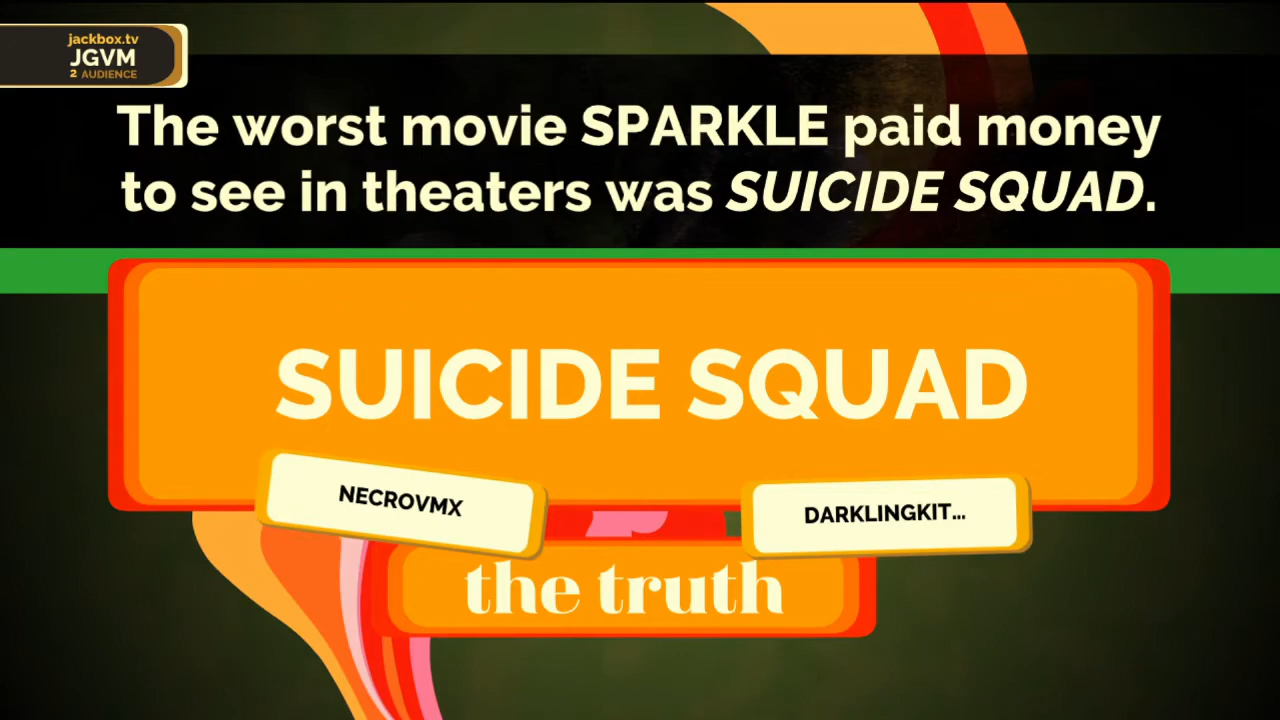 jackbox.tv
JGVM
2 AUDIENCE
The worst movie SPARKLE paid money
to see in theaters was SUICIDE SQUAD.
SUICIDE SQUAD
NECROVMX
DARKLINGKIT...
the truth